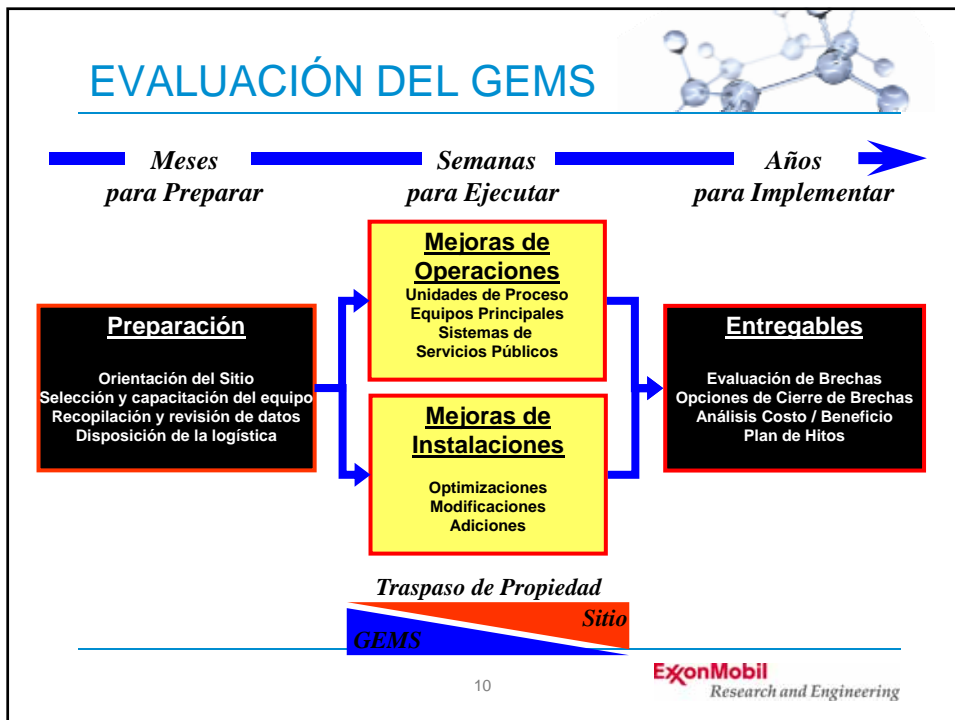 EVALUACIÓN DEL GEMS
Meses
para Preparar
Semanas
para Ejecutar
Años
para Implementar
Preparación
Orientación del Sitio
Selección y capacitación del equipo
Recopilación y revisión de datos
Disposición de la logística
Mejoras de
Operaciones
Unidades de Proceso
Equipos Principales
Sistemas de
Servicios Públicos
Mejoras de
Instalaciones
Optimizaciones
Modificaciones
Adiciones
Entregables
Evaluación de Brechas
Opciones de Cierre de Brechas
Análisis Costo / Beneficio
Plan de Hitos
Traspaso de Propiedad
Sitio
GEMS
10
ExxonMobil
Research and Engineering